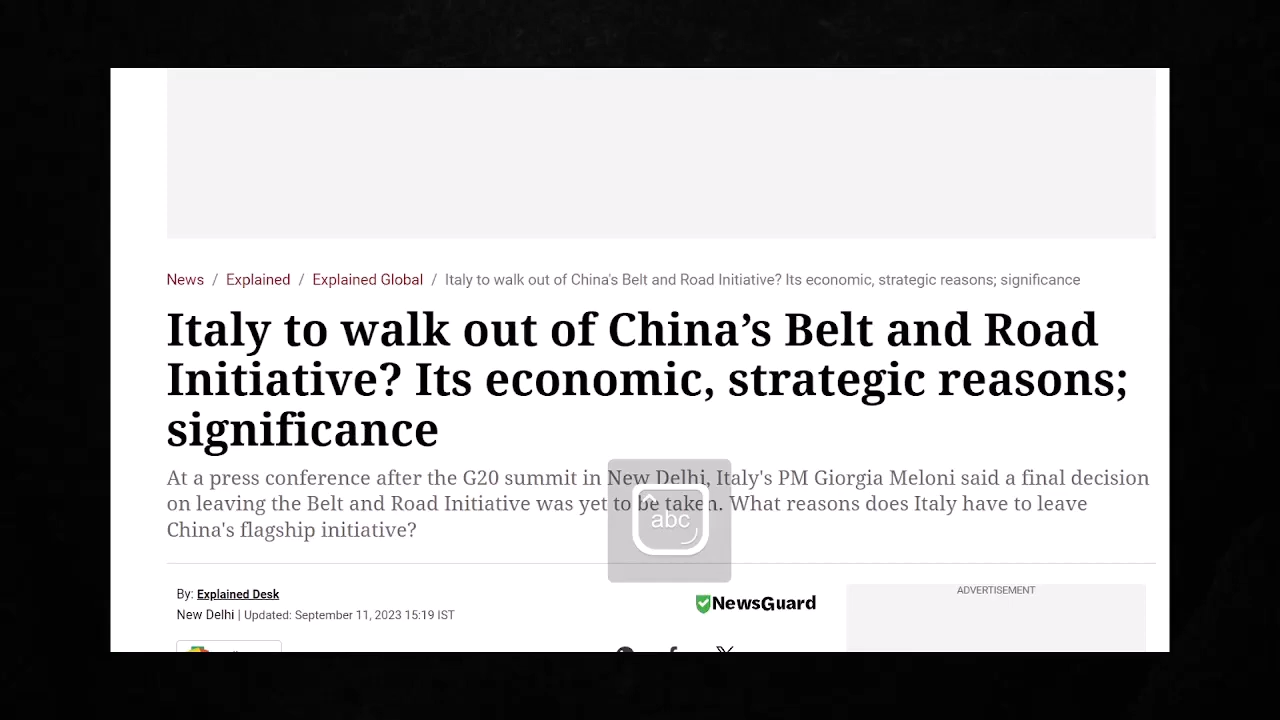 News / Explained / Explained Global / Italy to walk out of China's Belt and Road Initiative? Its economic, strategic reasons; significance
Italy to walk out of China’s Belt and Road
Initiative? Its economic, strategic reasons;
significance
At a press conference after the G20 summit in New Delhi, Italy's PM Giorgia Meloni said a final decision
on leaving the Belt and Road Initiative was yet to be taken. What reasons does Italy have to leave
China's flagship initiative?
abc
By: Explained Desk
NewsGuard
ADVERTISEMENT
New Delhi | Updated: September 11, 2023 15:19 IST